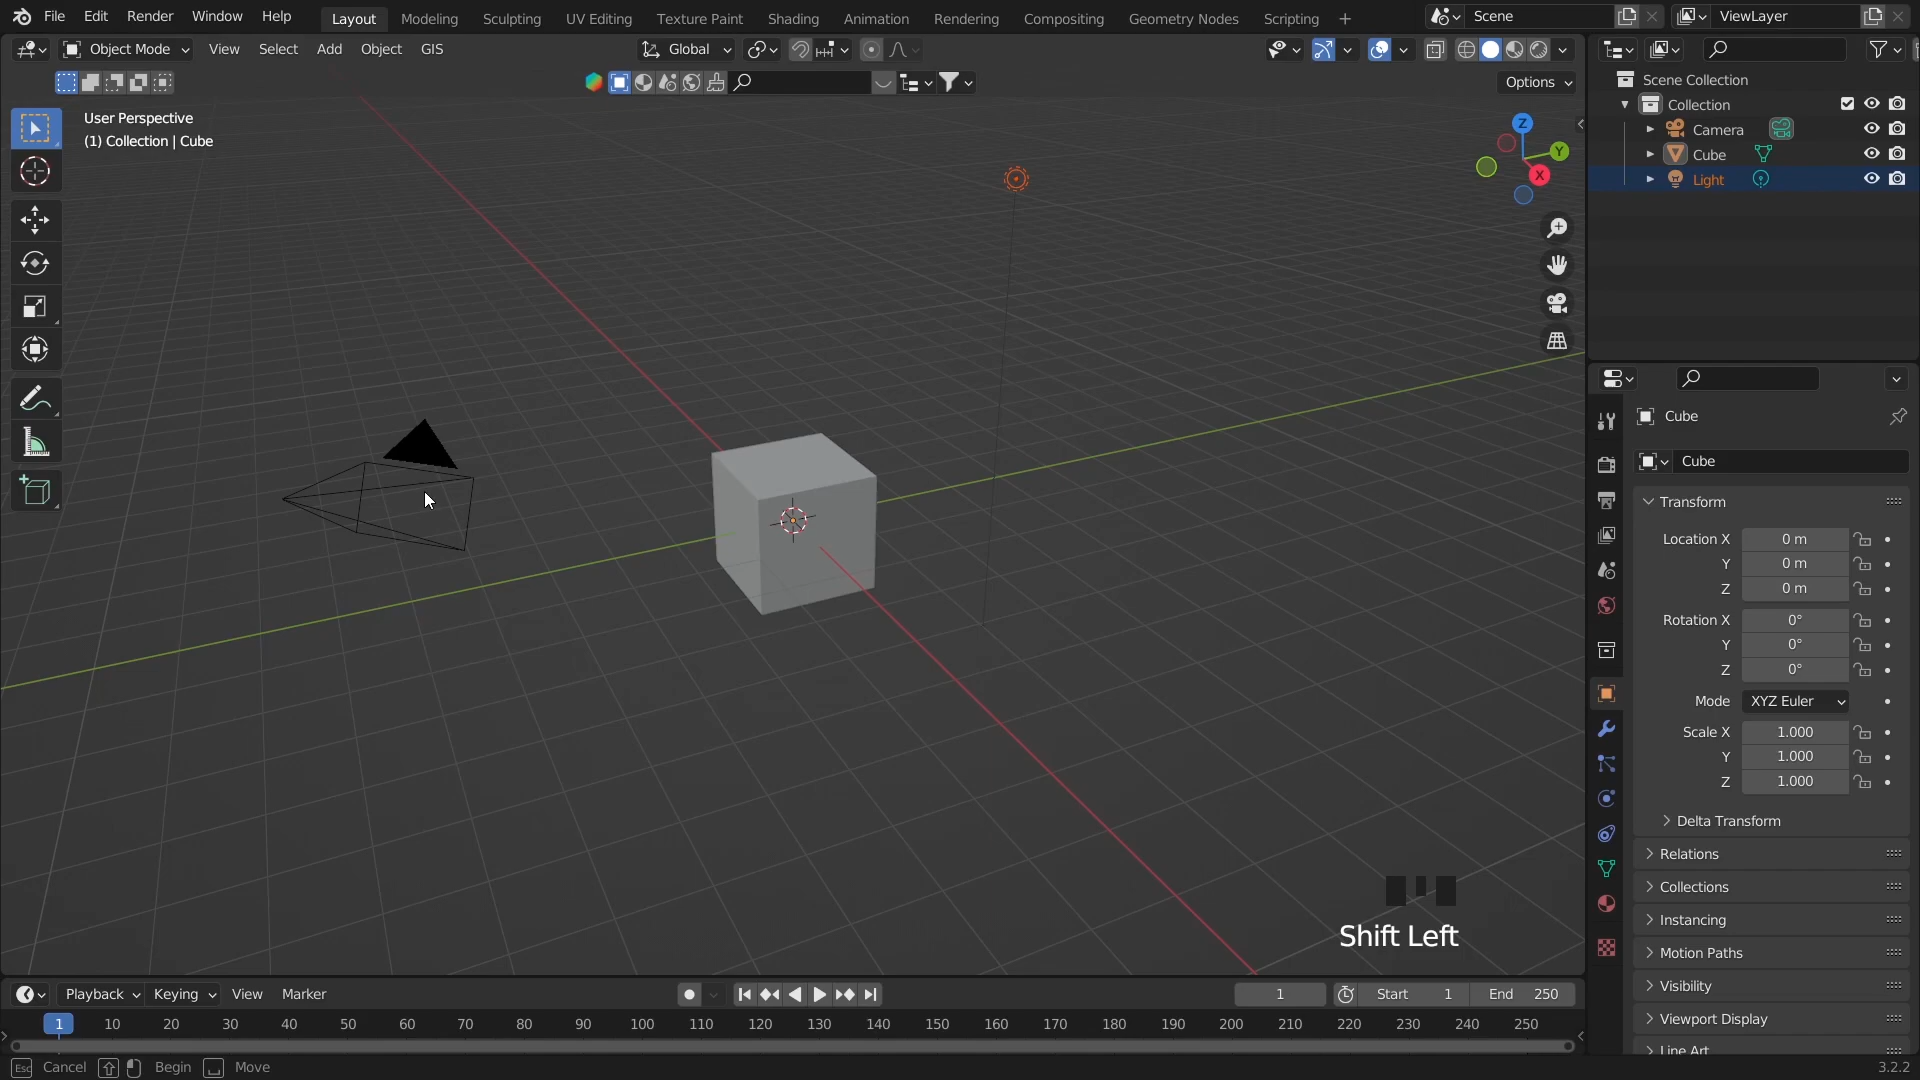 File Edit Render Window Help
Layout Modeling Sculpting UV Editing Texture Paint Shading Animation Rendering Compositing Geometry Nodes Scripting
Scene
ViewLayer
Object Mode View Select Add Object GIS
Global
Options
User Perspective
(1) Collection | Cube
Z
Y
X
Scene Collection
Collection
Camera
Cube
Light
Cube
Cube
Transform
Location X 0 m
Y 0 m
Z 0 m
Rotation X 0°
Y 0°
Z 0°
Mode XYZ Euler
Scale X 1.000
Y 1.000
Z 1.000
Delta Transform
Relations
Collections
Instancing
Motion Paths
Visibility
Viewport Display
Line Art
Shift Left
Playback Keying View Marker
1 Start 1 End 250
1 10 20 30 40 50 60 70 80 90 100 110 120 130 140 150 160 170 180 190 200 210 220 230 240 250
Esc Cancel Begin Move
3.2.2